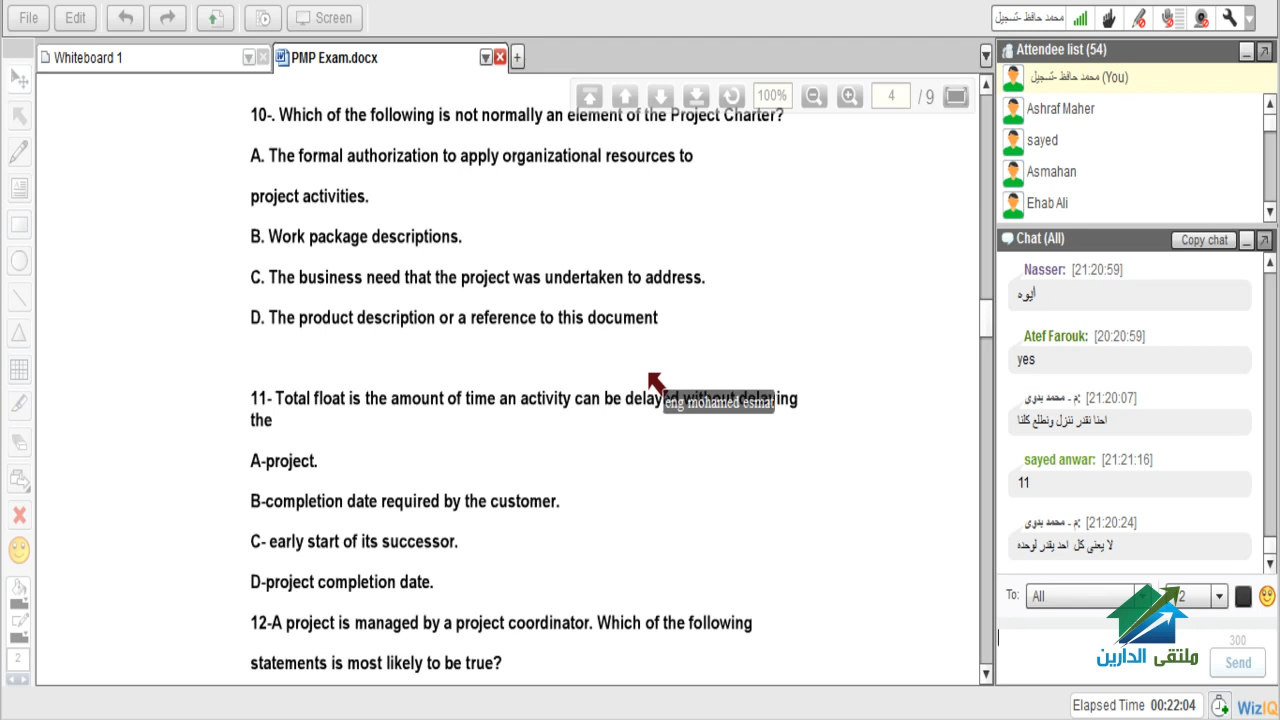 File
Edit
Screen
محمد حافظ -تسجيل
Whiteboard 1
PMP Exam.docx
+
Attendee list (54)
محمد حافظ -تسجيل (You)
Ashraf Maher
sayed
Asmahan
Ehab Ali
100%
4 / 9
10-. Which of the following is not normally an element of the Project Charter?
A. The formal authorization to apply organizational resources to
project activities.
B. Work package descriptions.
C. The business need that the project was undertaken to address.
D. The product description or a reference to this document
11- Total float is the amount of time an activity can be delayed without delaying
the
eng mohamed esmat
A-project.
B-completion date required by the customer.
C- early start of its successor.
D-project completion date.
12-A project is managed by a project coordinator. Which of the following
statements is most likely to be true?
2
Chat (All)
Copy chat
Nasser: [21:20:59]
ايوه
Atef Farouk: [20:20:59]
yes
م - محمد بدوى: [21:20:07]
احنا نقدر ننزل ونطلع كلنا
sayed anwar: [21:21:16]
11
م - محمد بدوى: [21:20:24]
لا يعنى كل احد يقدر لوحده
To: All
2
ملتقى الدارين
300
Send
Elapsed Time 00:22:04
WizIQ